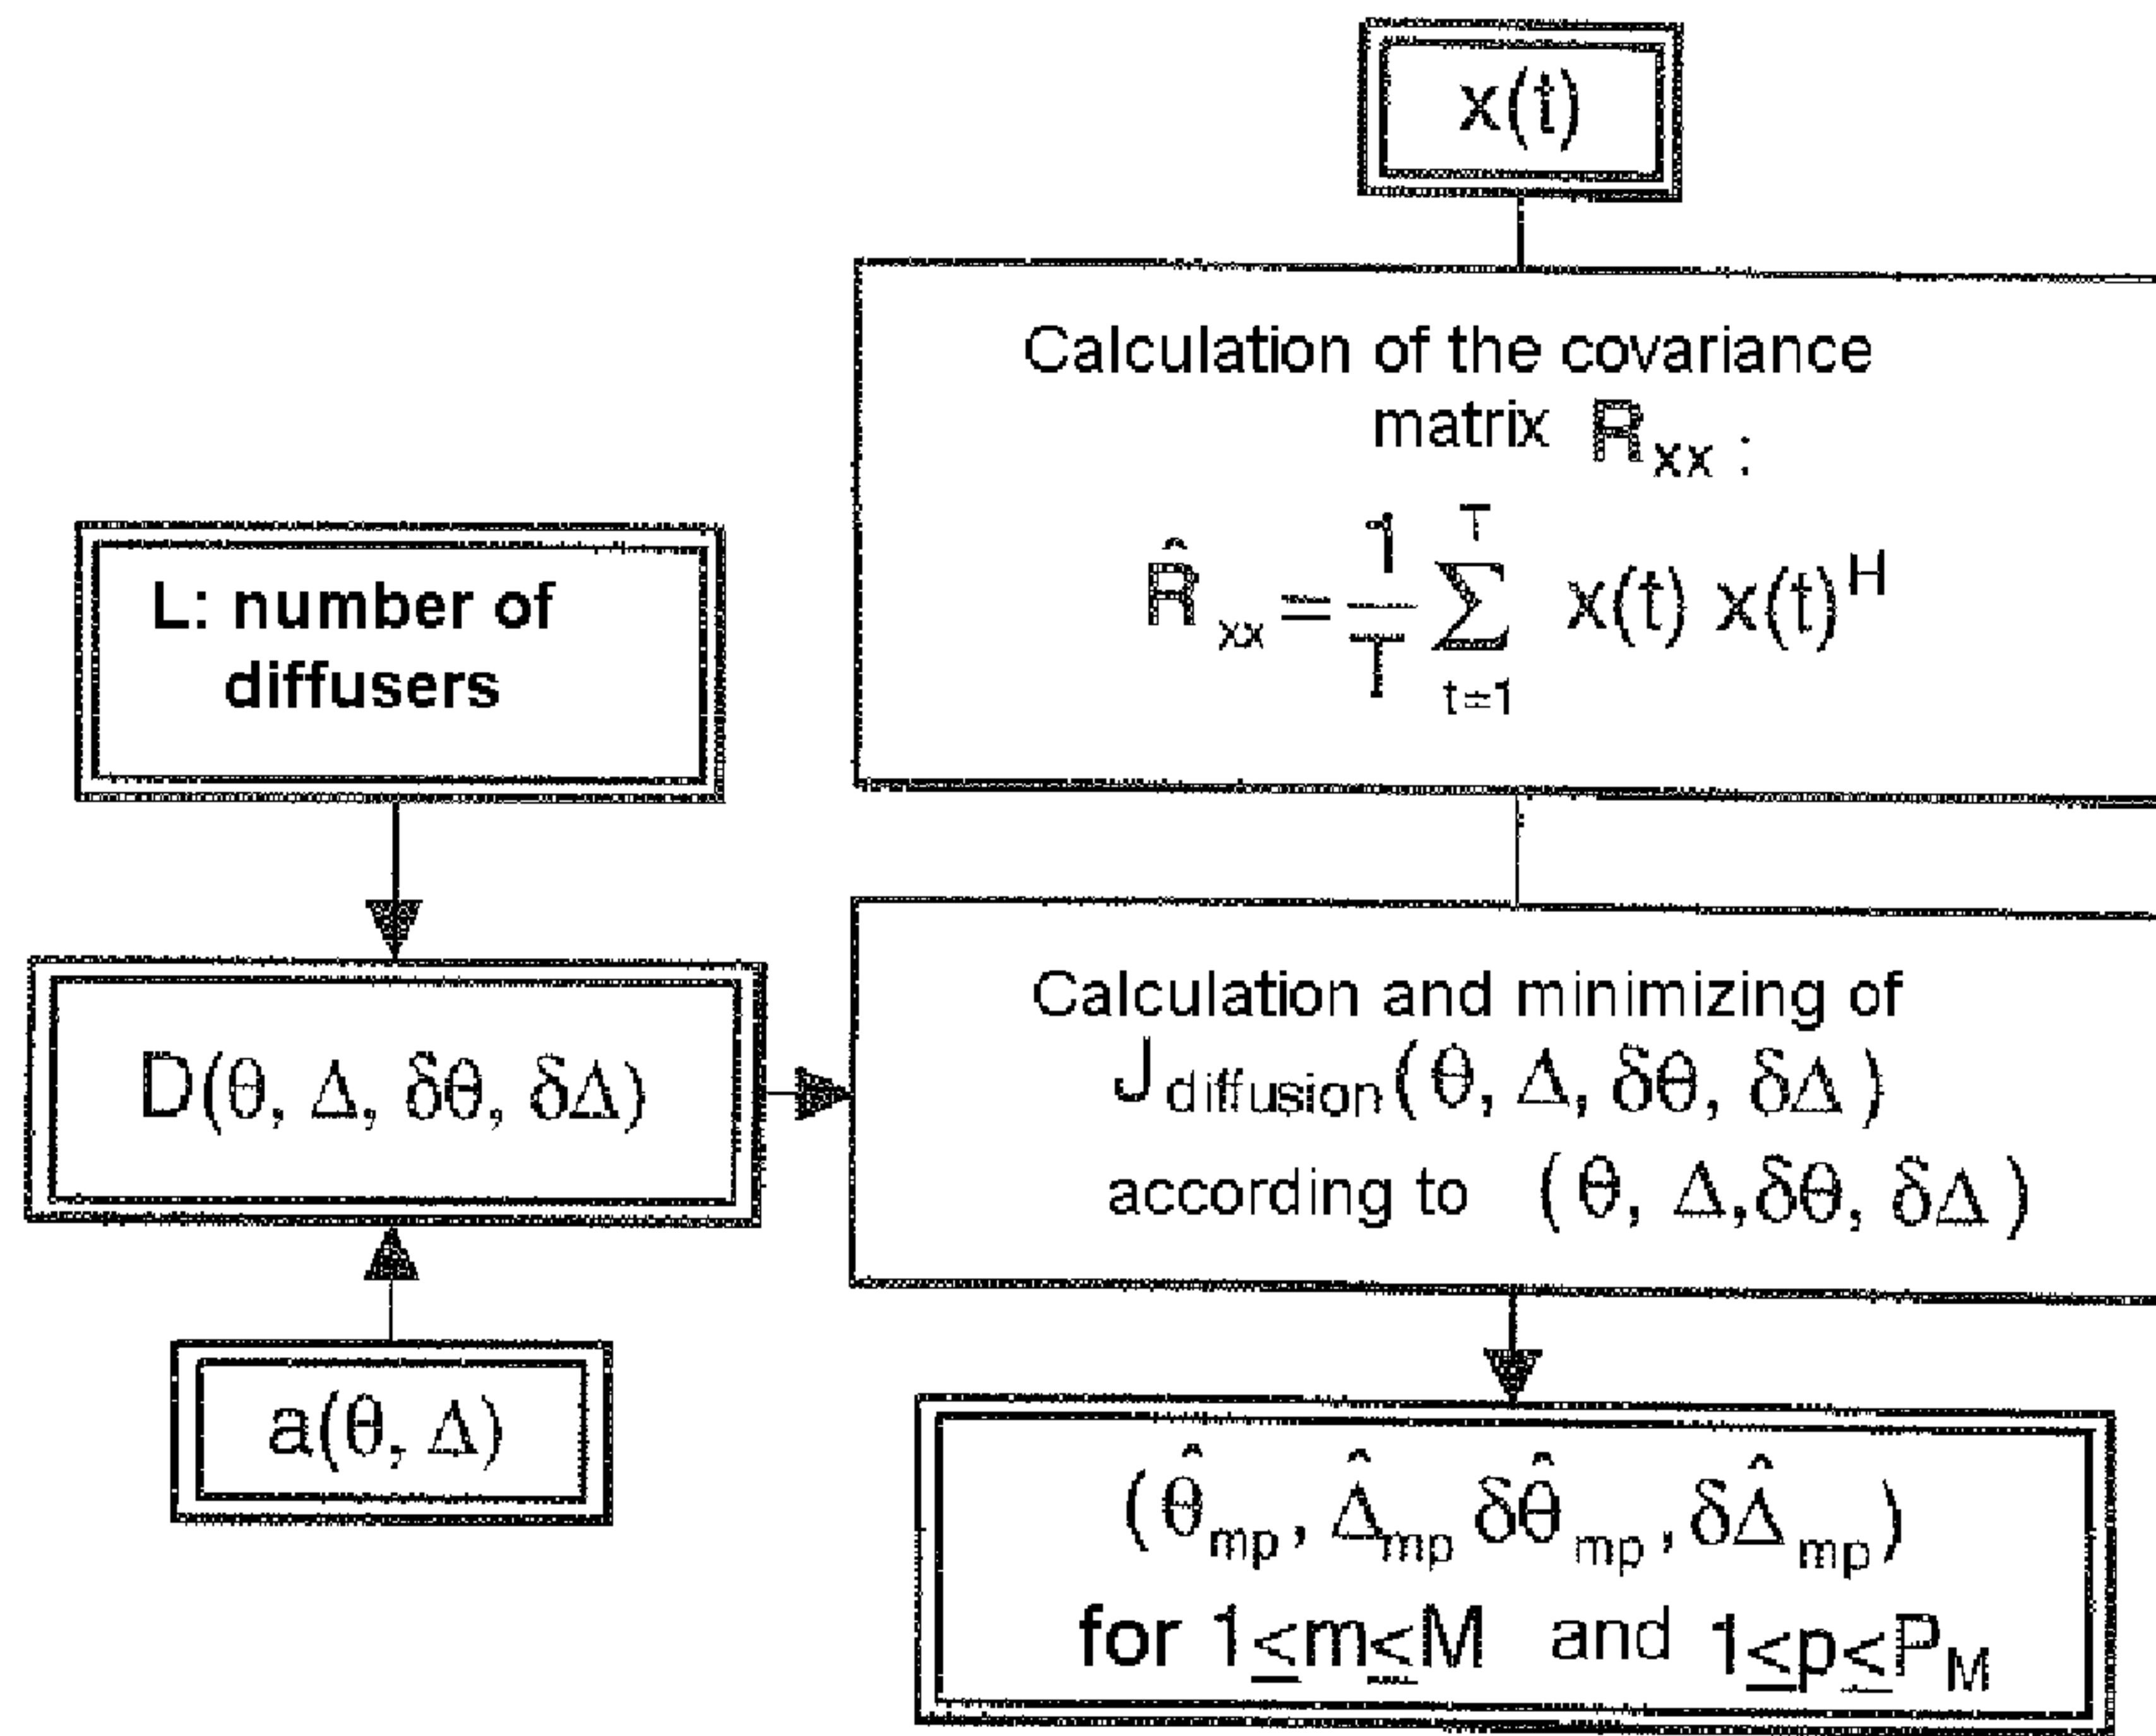 x(t)
Calculation of the covariance
matrix R_xx :
R̂_xx = 1/T ∑_{t=1}^{T} x(t) x(t)^H
L: number of
diffusers
D(θ, Δ, δθ, δΔ)
Calculation and minimizing of
J_diffusion(θ, Δ, δθ, δΔ)
according to (θ, Δ,δθ, δΔ)
a(θ, Δ)
(θ̂_mp, Δ̂_mp δθ̂_mp, δΔ̂_mp)
for 1≤m≤M and 1≤p≤P_M